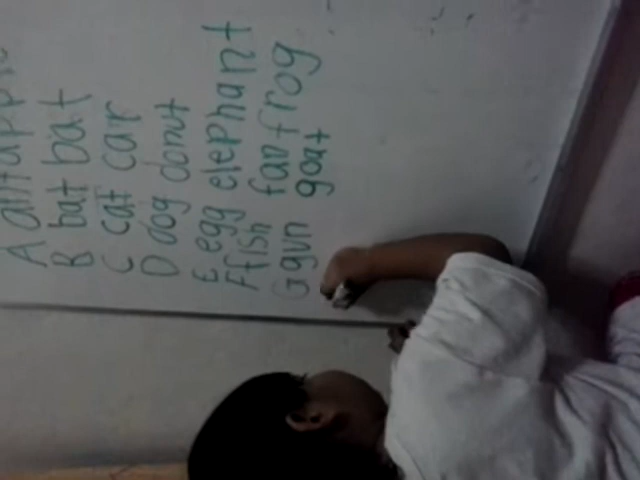 A ant apple
B bat bat
C cat car
D dog donut
E egg elephant
F fish fan frog
G gun goat